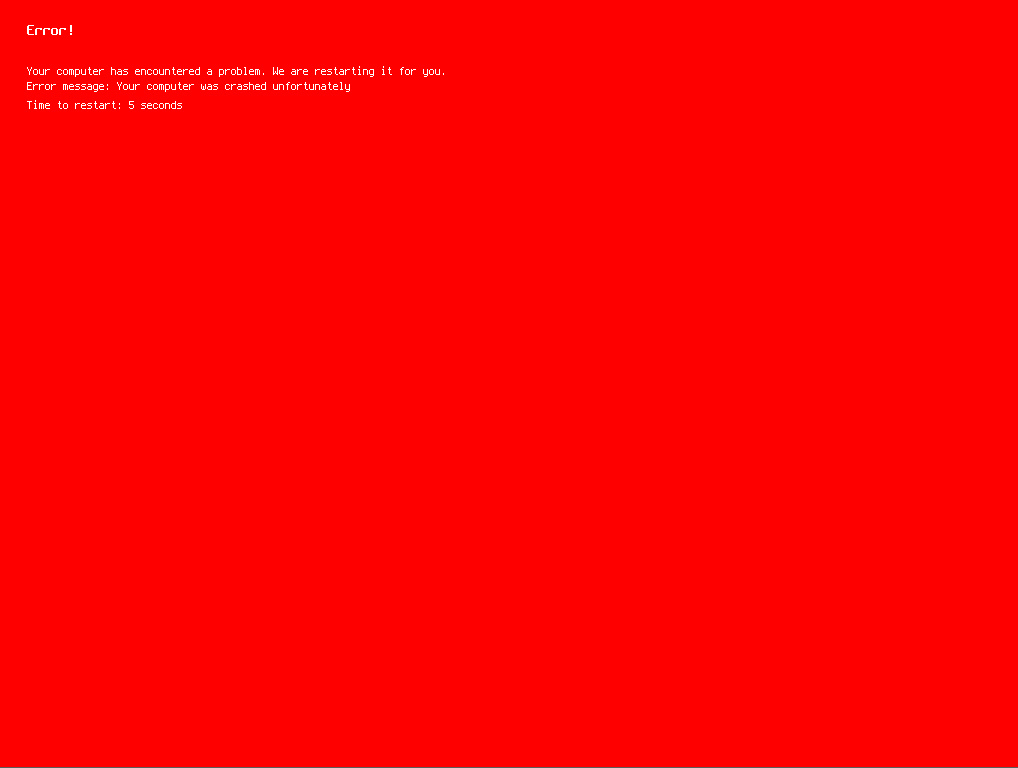 Error!
Your computer has encountered a problem. We are restarting it for you.
Error message: Your computer was crashed unfortunately
Time to restart: 5 seconds